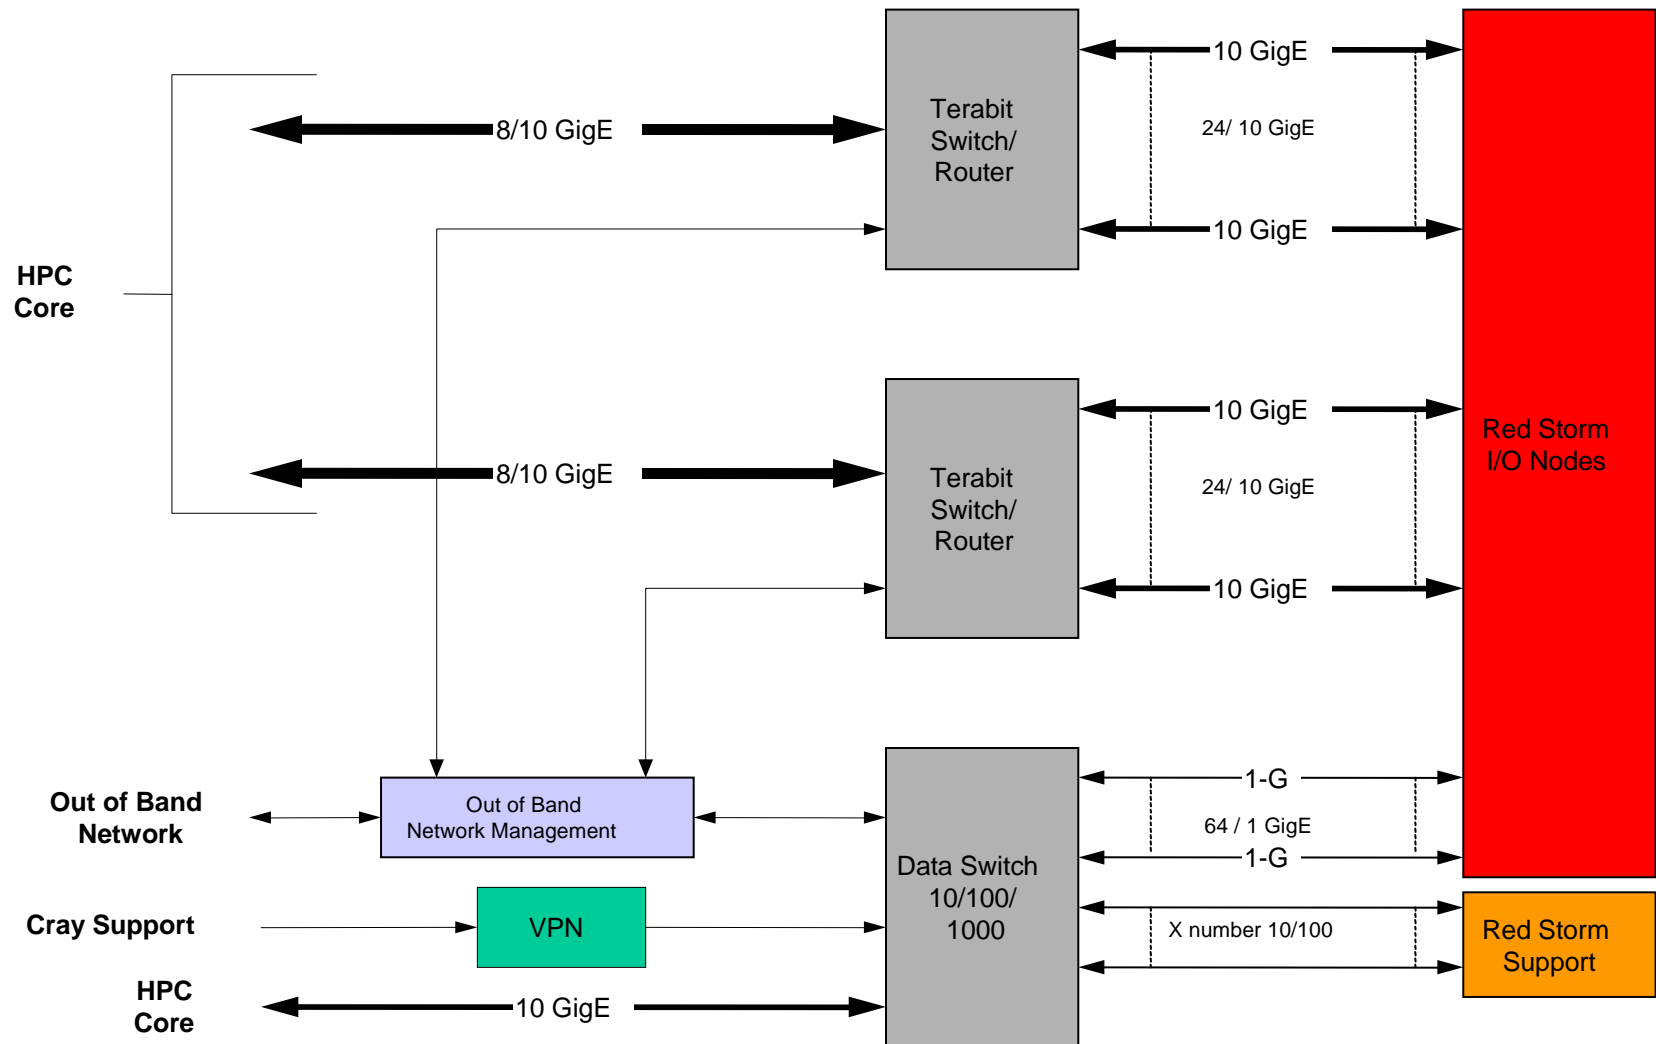 10 GigE
8/10 GigE
Terabit
Switch/
Router
24/ 10 GigE
10 GigE
HPC
Core
10 GigE
8/10 GigE
Terabit
Switch/
Router
24/ 10 GigE
10 GigE
Red Storm
I/O Nodes
Out of Band
Network
Out of Band
Network Management
1-G
64 / 1 GigE
1-G
Data Switch
10/100/
1000
Cray Support
VPN
X number 10/100
Red Storm
Support
HPC
Core
10 GigE